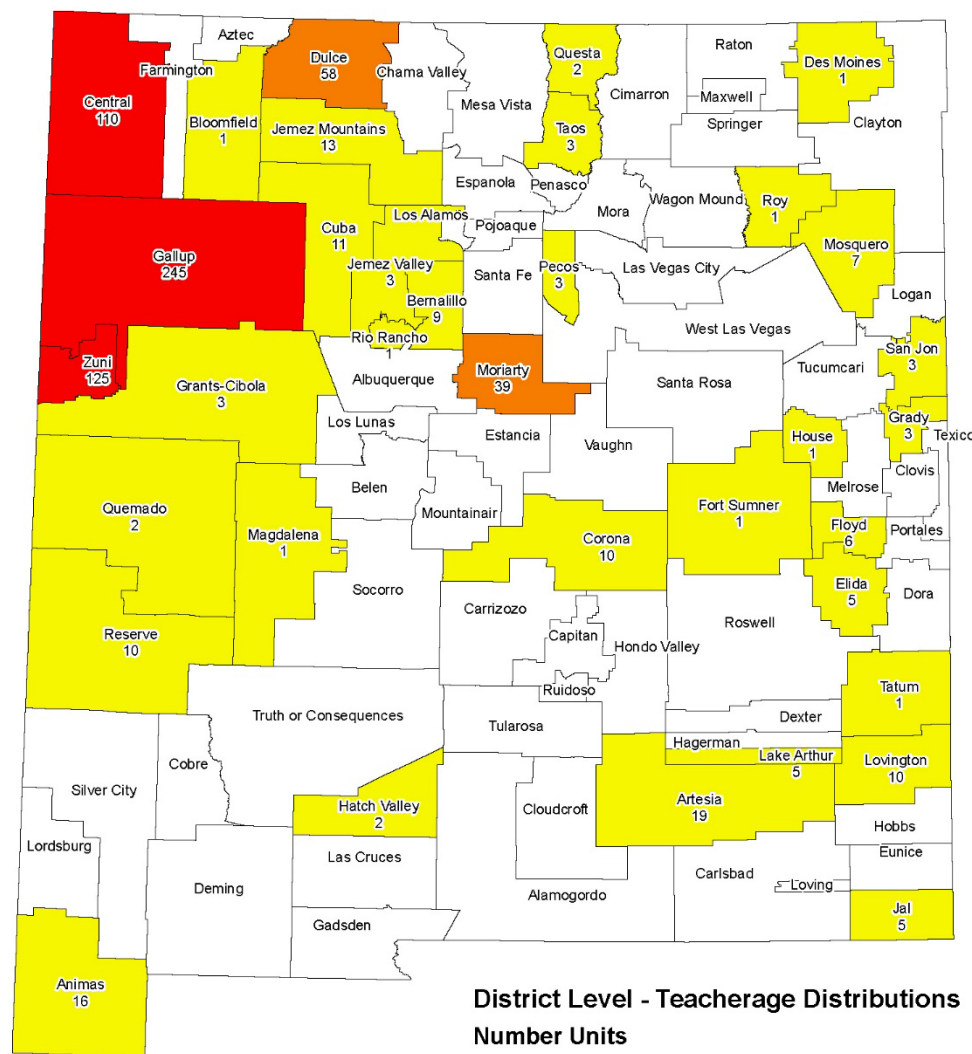 Aztec
Dulce
58
Questa
2
Raton
Des Moines
1
Farmington
Chama Valley
Cimarron
Central
110
Mesa Vista
Maxwell
Bloomfield
1
Jemez Mountains
13
Taos
3
Springer
Clayton
Espanola
Penasco
Wagon Mound
Roy
1
Los Alamos
Mora
Cuba
11
Pojoaque
Mosquero
7
Gallup
245
Jemez Valley
3
Santa Fe
Pecos
3
Las Vegas City
Logan
Bernalillo
9
Rio Rancho
1
West Las Vegas
San Jon
3
Zuni
125
Albuquerque
Moriarty
39
Santa Rosa
Tucumcari
Grants-Cibola
3
Los Lunas
Estancia
Vaughn
House
1
Grady
3
Texico
Belen
Clovis
Melrose
Quemado
2
Magdalena
1
Mountainair
Fort Sumner
1
Floyd
6
Portales
Corona
10
Socorro
Elida
5
Dora
Carrizozo
Roswell
Reserve
10
Capitan
Hondo Valley
Ruidoso
Tatum
1
Truth or Consequences
Tularosa
Dexter
Hagerman
Cobre
Lake Arthur
5
Lovington
10
Silver City
Hatch Valley
2
Cloudcroft
Artesia
19
Hobbs
Lordsburg
Eunice
Las Cruces
Carlsbad
Deming
Alamogordo
Loving
Jal
5
Gadsden
Animas
16
District Level - Teacherage Distributions
Number Units